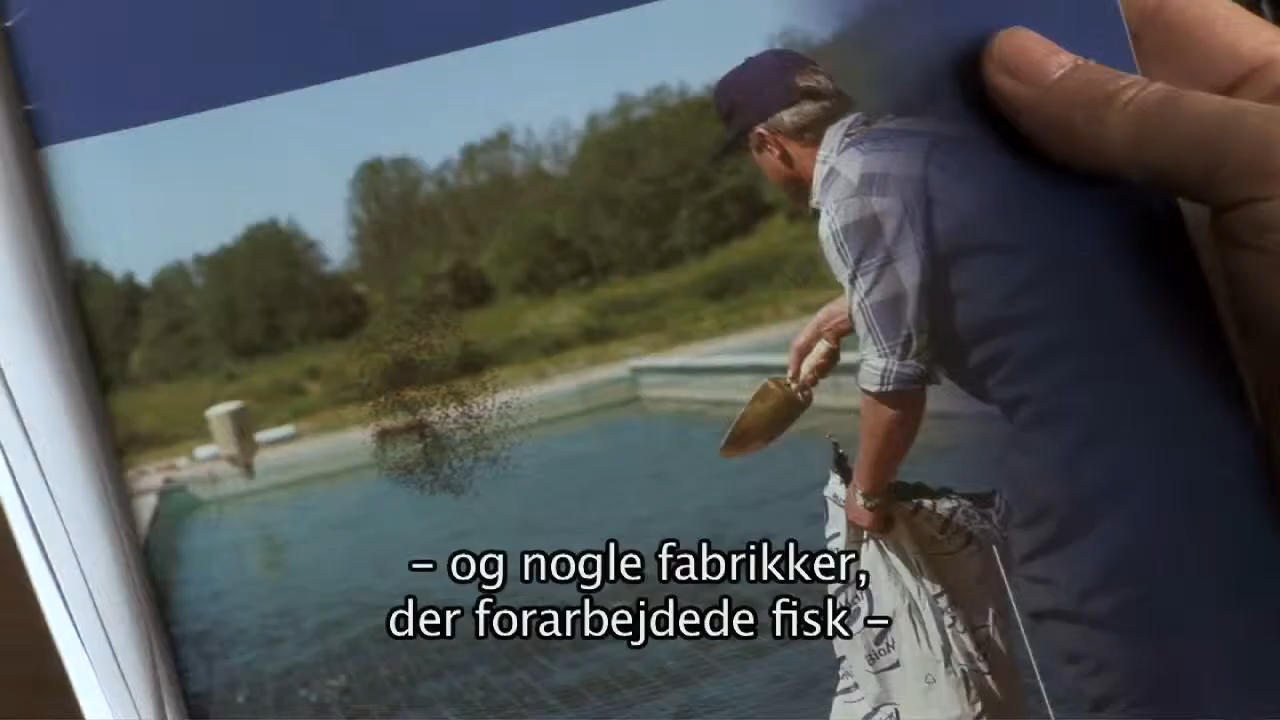 – og nogle fabrikker,
der forarbejdede fisk –